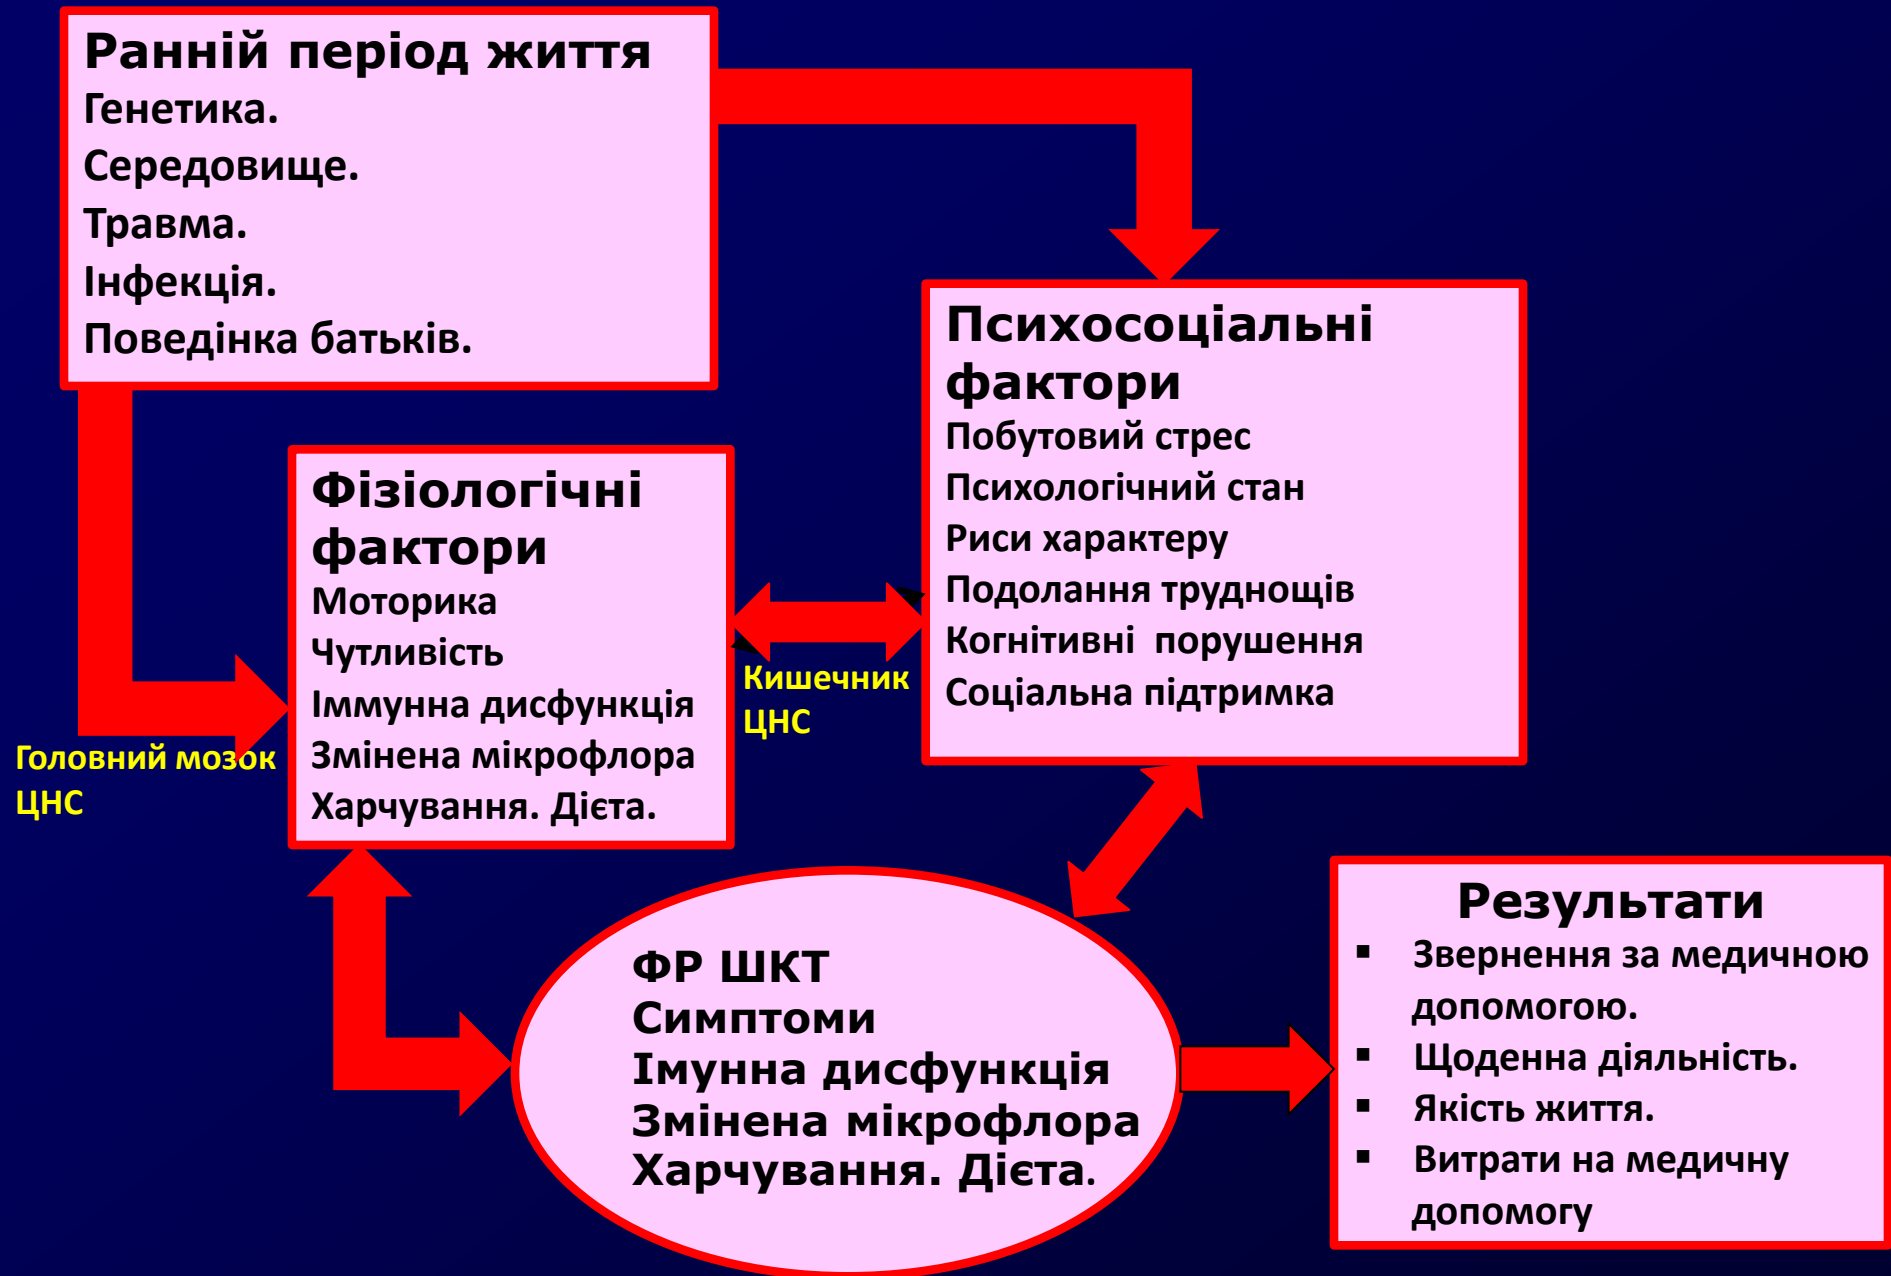 Ранній період життя
Генетика.
Середовище.
Травма.
Інфекція.
Поведінка батьків.
Психосоціальні
фактори
Побутовий стрес
Психологічний стан
Риси характеру
Подолання труднощів
Когнітивні порушення
Соціальна підтримка
Фізіологічні
фактори
Моторика
Чутливість
Іммунна дисфункція
Змінена мікрофлора
Харчування. Дієта.
Кишечник
ЦНС
Головний мозок
ЦНС
ФР ШКТ
Симптоми
Імунна дисфункція
Змінена мікрофлора
Харчування. Дієта.
Результати
▪ Звернення за медичною
допомогою.
▪ Щоденна діяльність.
▪ Якість життя.
▪ Витрати на медичну
допомогу